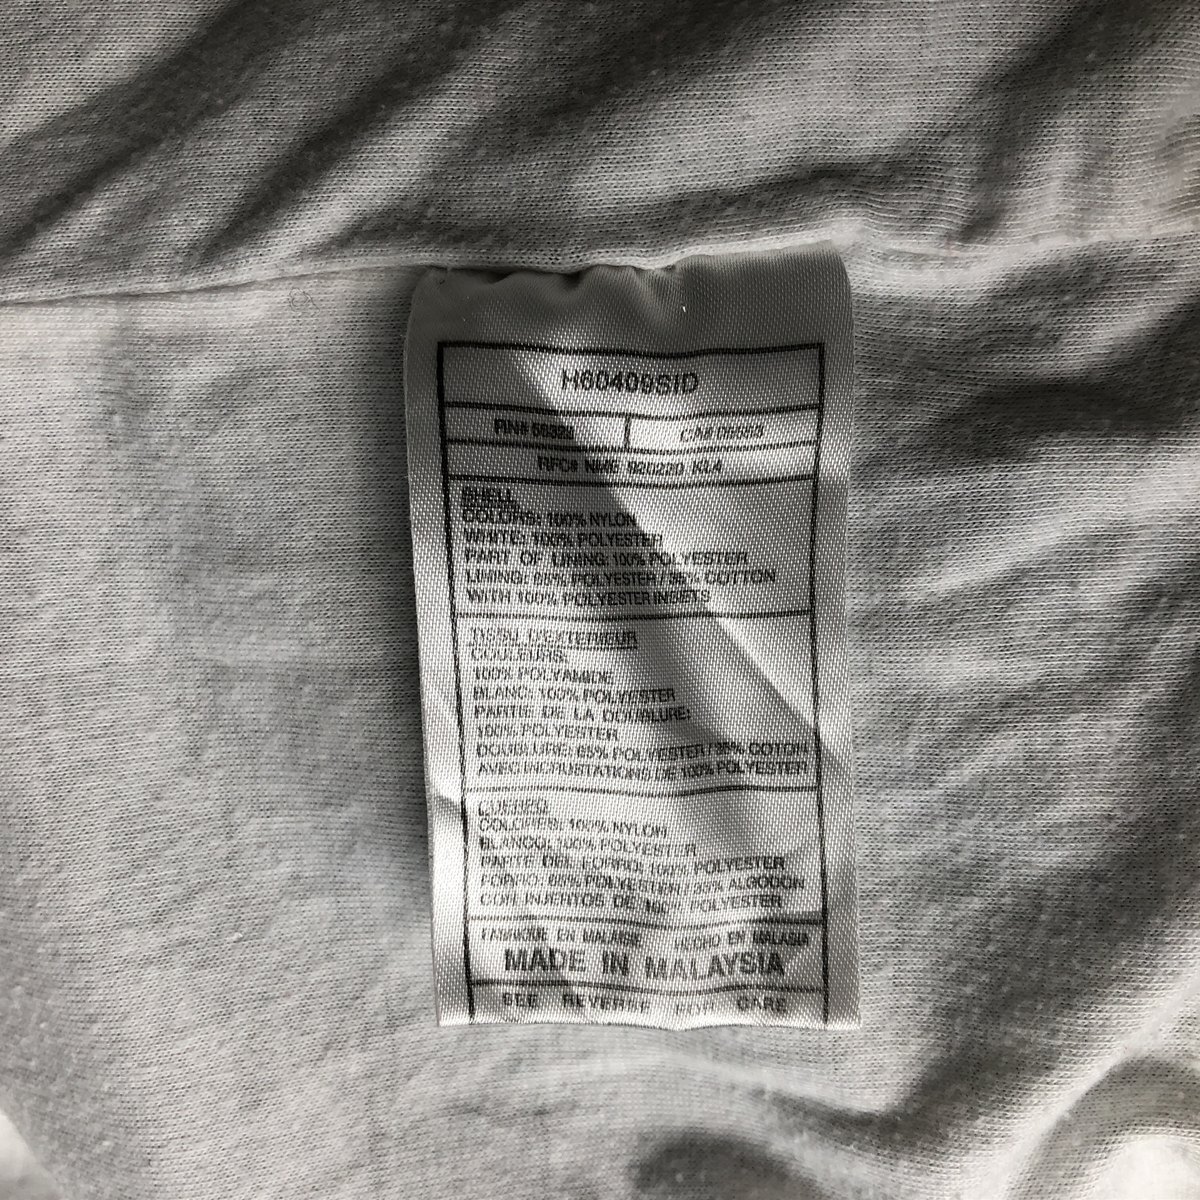 H60409SID
RN# 56323 CA# 05553
RFC# NME 920220 KL4
SHELL
COLORS: 100% NYLON
WHITE: 100% POLYESTER
PART OF LINING: 100% POLYESTER
LINING: 65% POLYESTER / 35% COTTON
WITH 100% POLYESTER INSETS
TISSU D'EXTERIEUR
COULEURS:
100% POLYAMIDE
BLANC: 100% POLYESTER
PARTIE DE LA DOUBLURE:
100% POLYESTER
DOUBLURE: 65% POLYESTER / 35% COTON
AVEC INCRUSTATIONS DE 100% POLYESTER
CUERPO
COLORES: 100% NYLON
BLANCO: 100% POLYESTER
PARTE DEL FORRO: 100% POLYESTER
FORRO: 65% POLYESTER / 35% ALGODON
CON INJERTOS DE 100% POLYESTER
FABRIQUE EN MALAISIE HECHO EN MALASIA
MADE IN MALAYSIA
SEE REVERSE FOR CARE